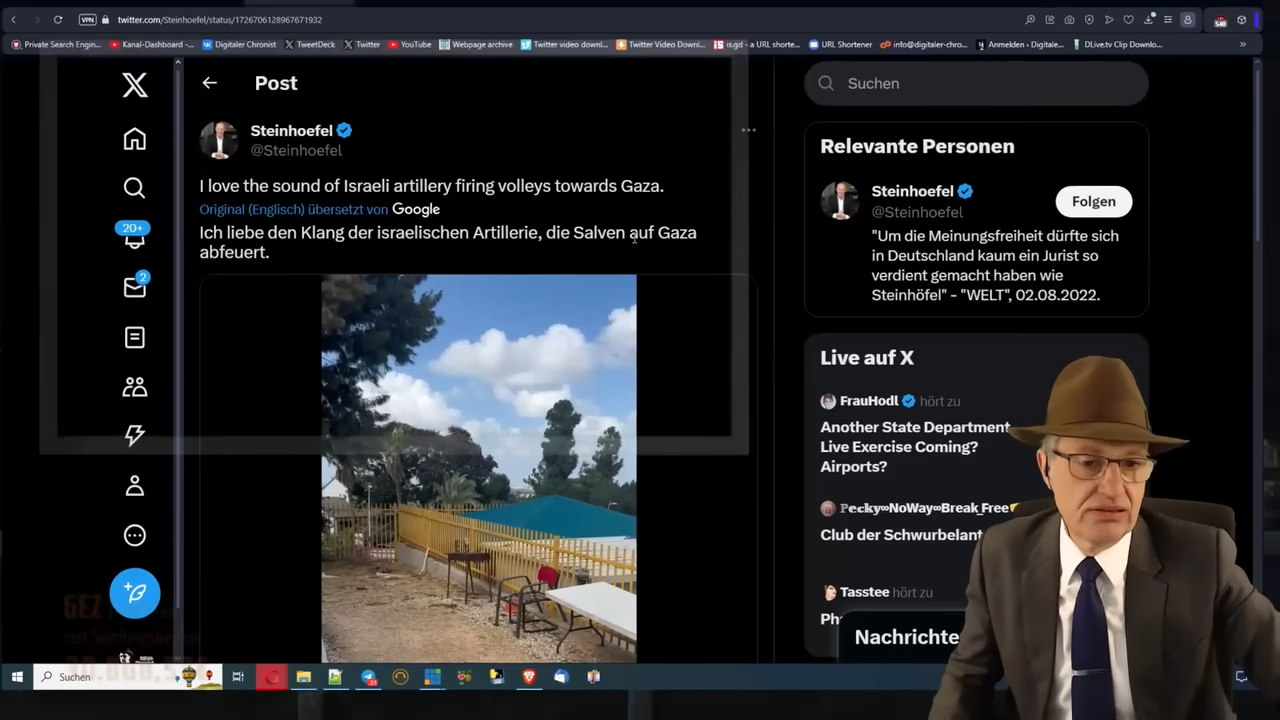 VPN
twitter.com/Steinhoefel/status/1726706128967671932
Private Search Engin...
Kanal-Dashboard -...
Digitaler Chronist
TweetDeck
Twitter
YouTube
Webpage archive
Twitter video downl...
Twitter Video Downl...
is.gd - a URL shorte...
URL Shortener
info@digitaler-chro...
Anmelden ‹ Digitale...
DLive.tv Clip Downlo...
Post
Suchen
Steinhoefel
@Steinhoefel
I love the sound of Israeli artillery firing volleys towards Gaza.
Original (Englisch) übersetzt von Google
Ich liebe den Klang der israelischen Artillerie, die Salven auf Gaza
abfeuert.
20+
2
Relevante Personen
Steinhoefel
@Steinhoefel
Folgen
"Um die Meinungsfreiheit dürfte sich
in Deutschland kaum ein Jurist so
verdient gemacht haben wie
Steinhöfel" - "WELT", 02.08.2022.
Live auf X
FrauHodl hört zu
Another State Department
Live Exercise Coming?
Airports?
Pecky∞NoWay∞Break_Free
Club der Schwurbelant
Tasstee hört zu
Nachrichte
GEZ
Suchen